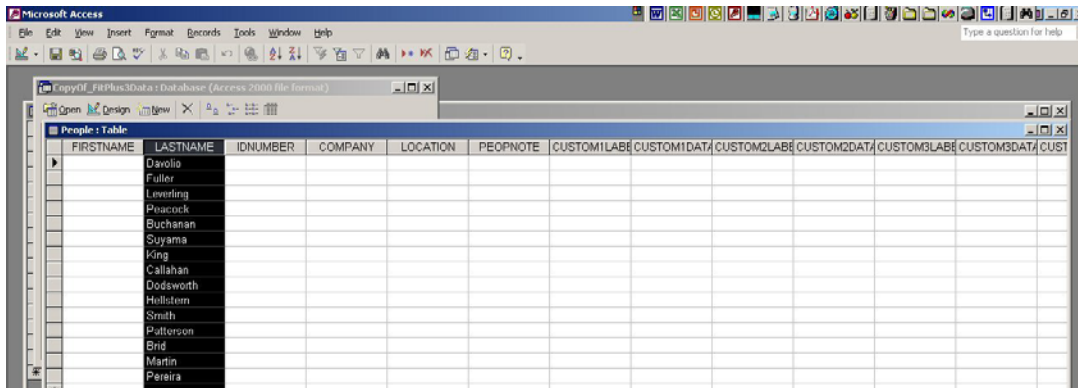 Microsoft Access
File Edit View Insert Format Records Tools Window Help
Type a question for help
CopyOf_FitPlus3Data : Database (Access 2000 file format)
Open Design New
People : Table
FIRSTNAME LASTNAME IDNUMBER COMPANY LOCATION PEOPNOTE CUSTOM1LABE CUSTOM1DATA CUSTOM2LABE CUSTOM2DATA CUSTOM3LABE CUSTOM3DATA CUST
Davolio
Fuller
Leverling
Peacock
Buchanan
Suyama
King
Callahan
Dodsworth
Hellstern
Smith
Patterson
Brid
Martin
Pereira